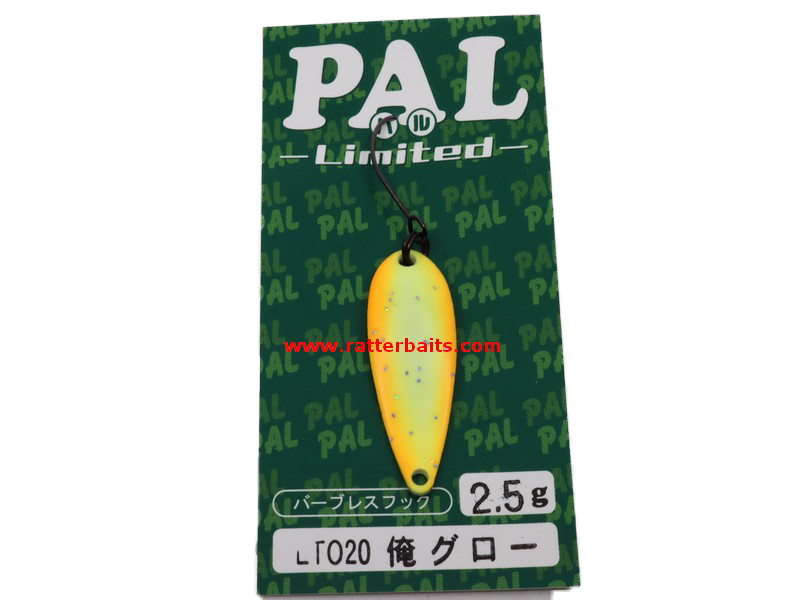 PAL
パル
Limited
www.ratterbaits.com
バーブレスフック
2.5g
LT020 俺グロー